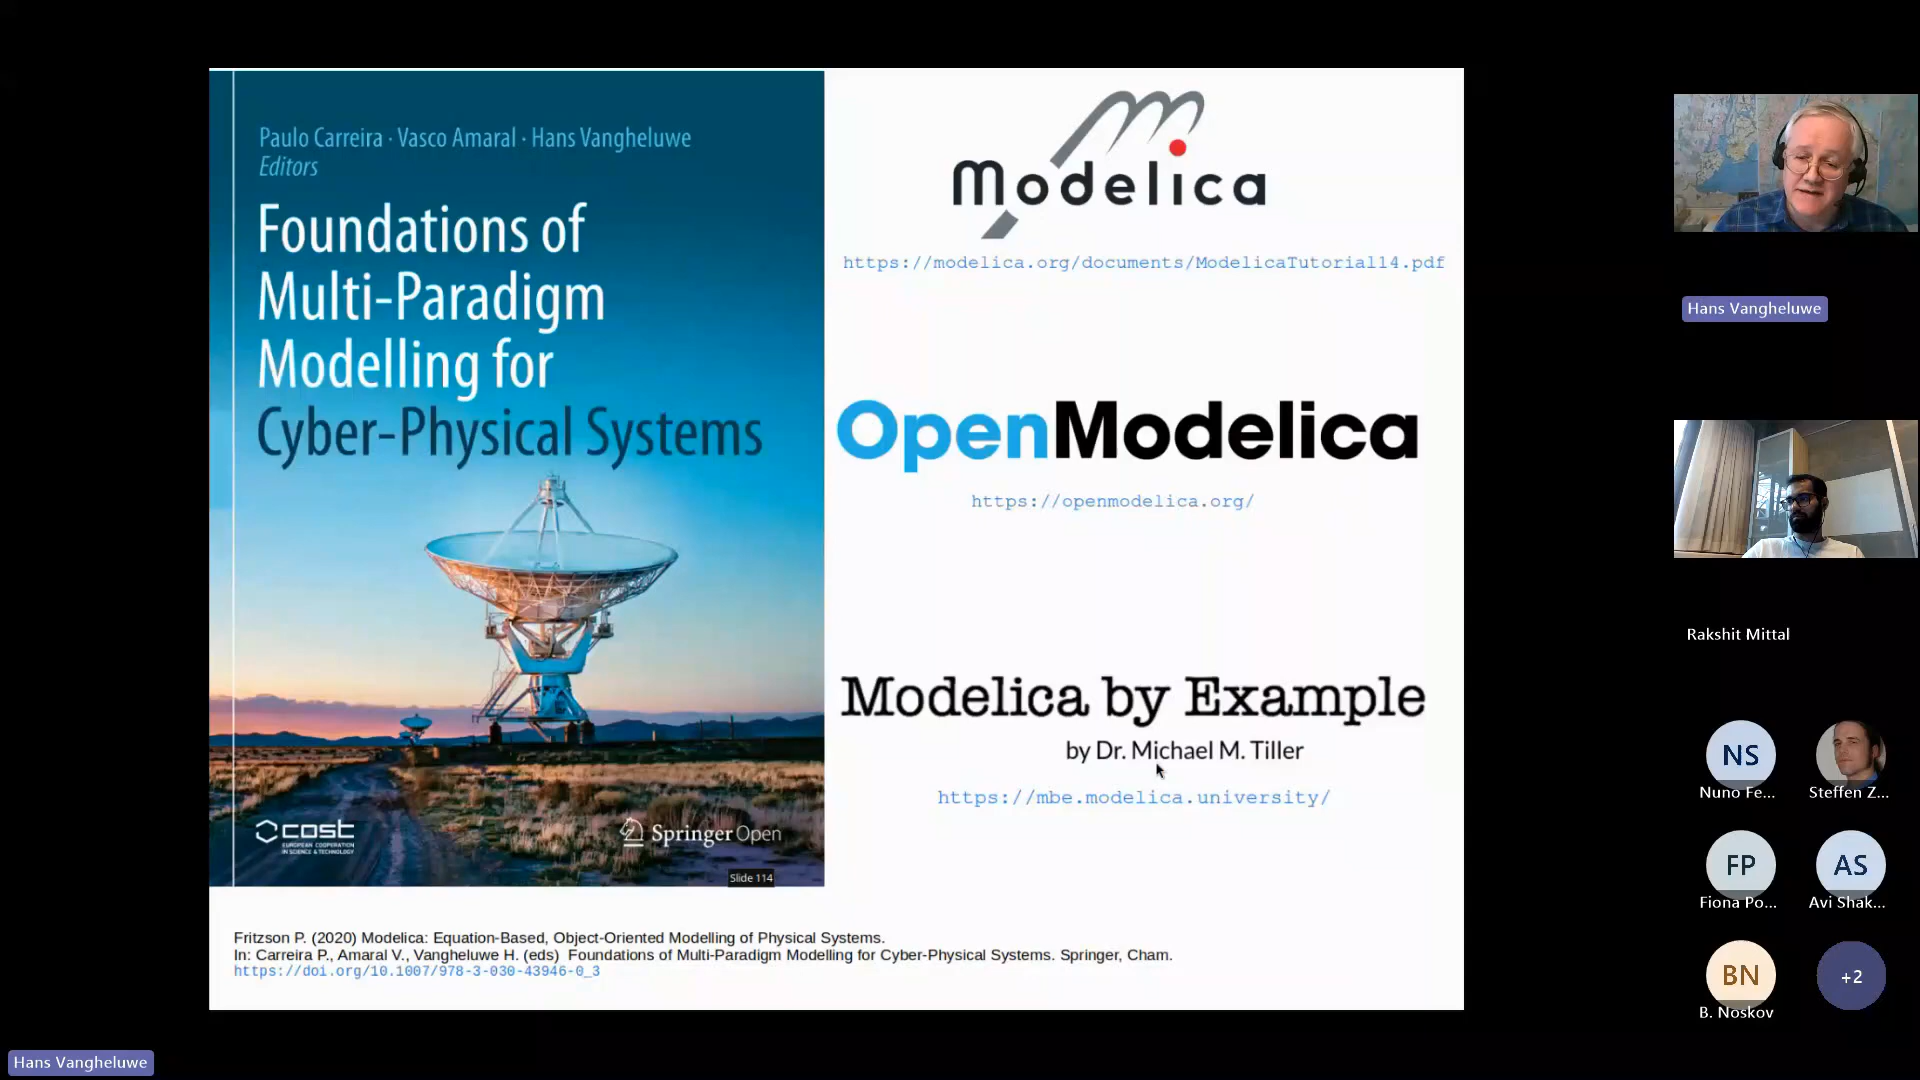 Paulo Carreira · Vasco Amaral · Hans Vangheluwe
Editors
Foundations of
Multi-Paradigm
Modelling for
Cyber-Physical Systems
cost
EUROPEAN COOPERATION
IN SCIENCE & TECHNOLOGY
Springer Open
Slide 114
Modelica
https://modelica.org/documents/ModelicaTutorial14.pdf
OpenModelica
https://openmodelica.org/
Modelica by Example
by Dr. Michael M. Tiller
https://mbe.modelica.university/
Fritzson P. (2020) Modelica: Equation-Based, Object-Oriented Modelling of Physical Systems.
In: Carreira P., Amaral V., Vangheluwe H. (eds) Foundations of Multi-Paradigm Modelling for Cyber-Physical Systems. Springer, Cham.
https://doi.org/10.1007/978-3-030-43946-0_3
Hans Vangheluwe
Rakshit Mittal
NS
Nuno Fe...
Steffen Z...
FP
Fiona Po...
AS
Avi Shak...
BN
B. Noskov
+2
Hans Vangheluwe